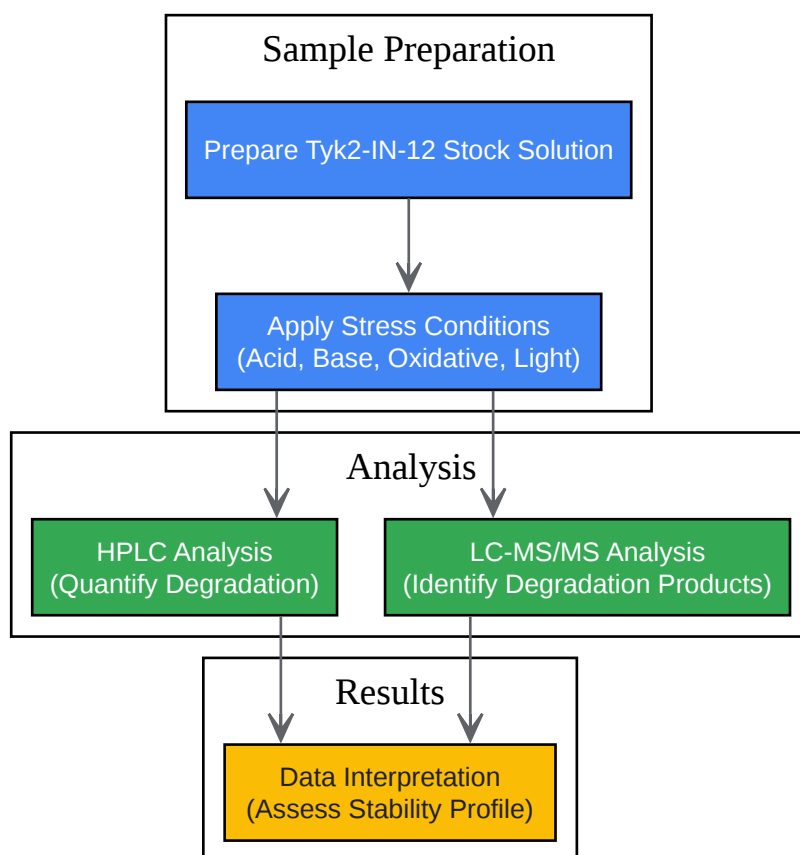 Sample Preparation
Prepare Tyk2-IN-12 Stock Solution
Apply Stress Conditions
(Acid, Base, Oxidative, Light)
Analysis
HPLC Analysis
(Quantify Degradation)
LC-MS/MS Analysis
(Identify Degradation Products)
Results
Data Interpretation
(Assess Stability Profile)